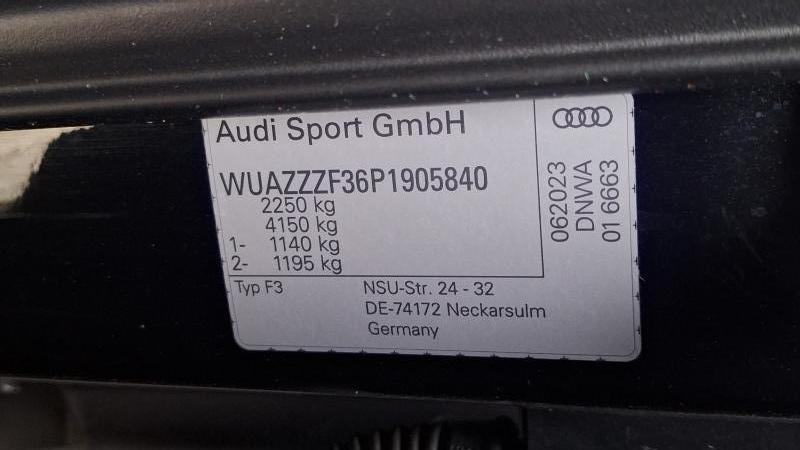 Audi Sport GmbH
WUAZZZF36P1905840
2250 kg
4150 kg
1- 1140 kg
2- 1195 kg
Typ F3
NSU-Str. 24 - 32
DE-74172 Neckarsulm
Germany
062023
DNWA
01 6663